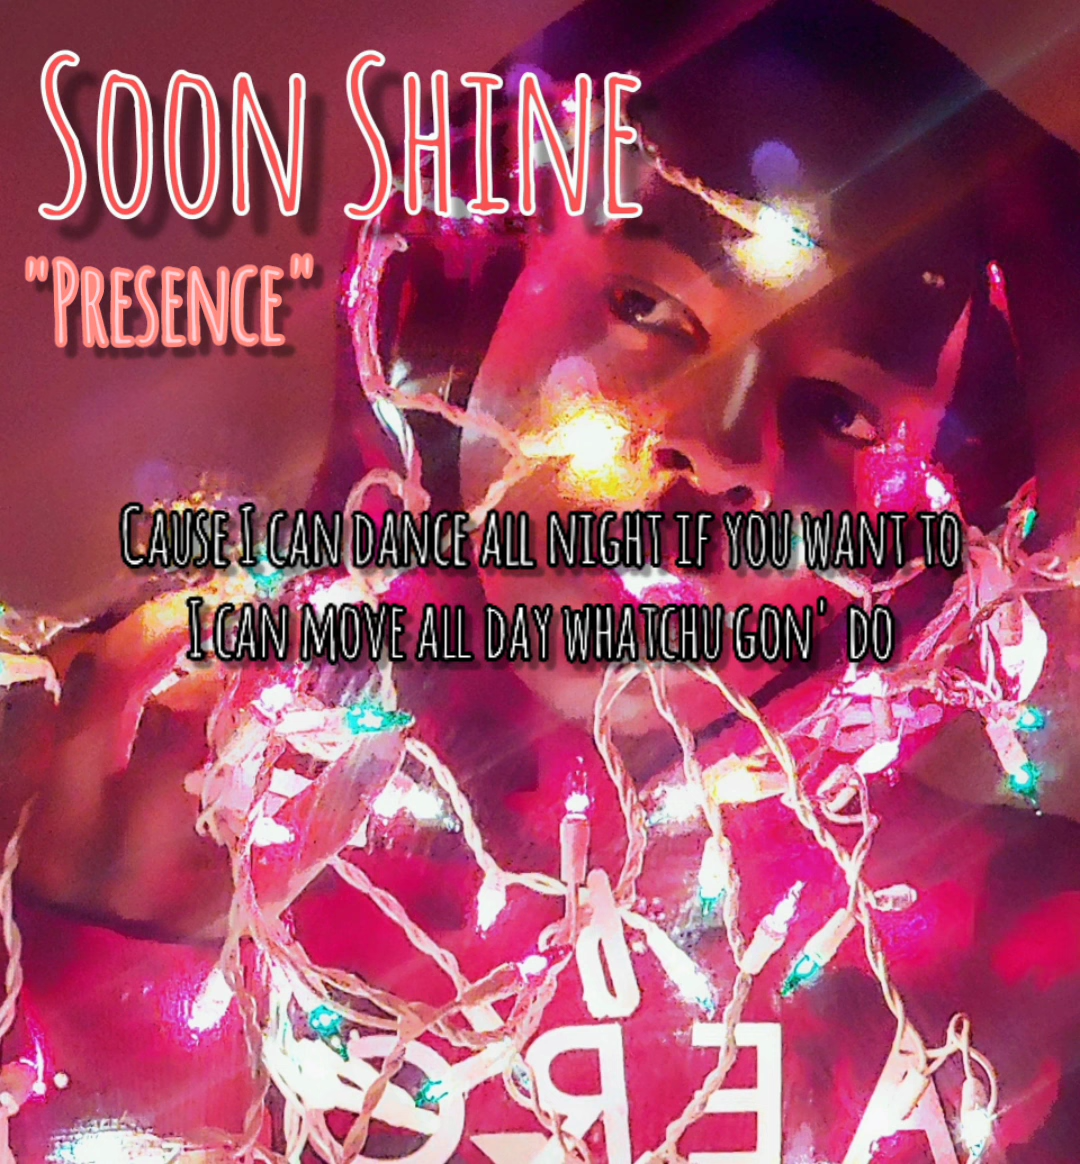 Soon Shine
"Presence"
Cause I can dance all night if you want to
I can move all day whatchu gon' do